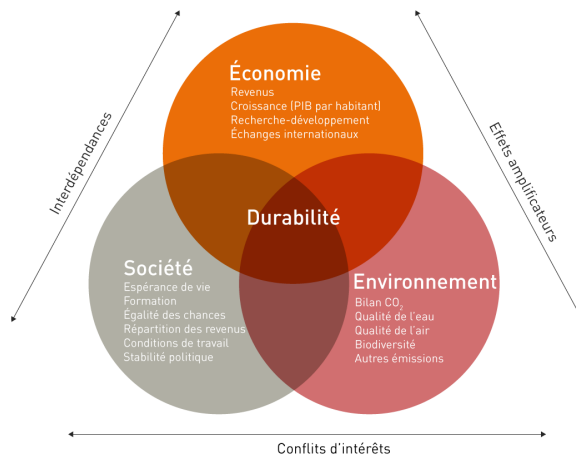 Économie
Revenus
Croissance (PIB par habitant)
Recherche-développement
Échanges internationaux
Interdépendances
Effets amplificateurs
Durabilité
Société
Espérance de vie
Formation
Égalité des chances
Répartition des revenus
Conditions de travail
Stabilité politique
Environnement
Bilan CO₂
Qualité de l'eau
Qualité de l'air
Biodiversité
Autres émissions
Conflits d'intérêts